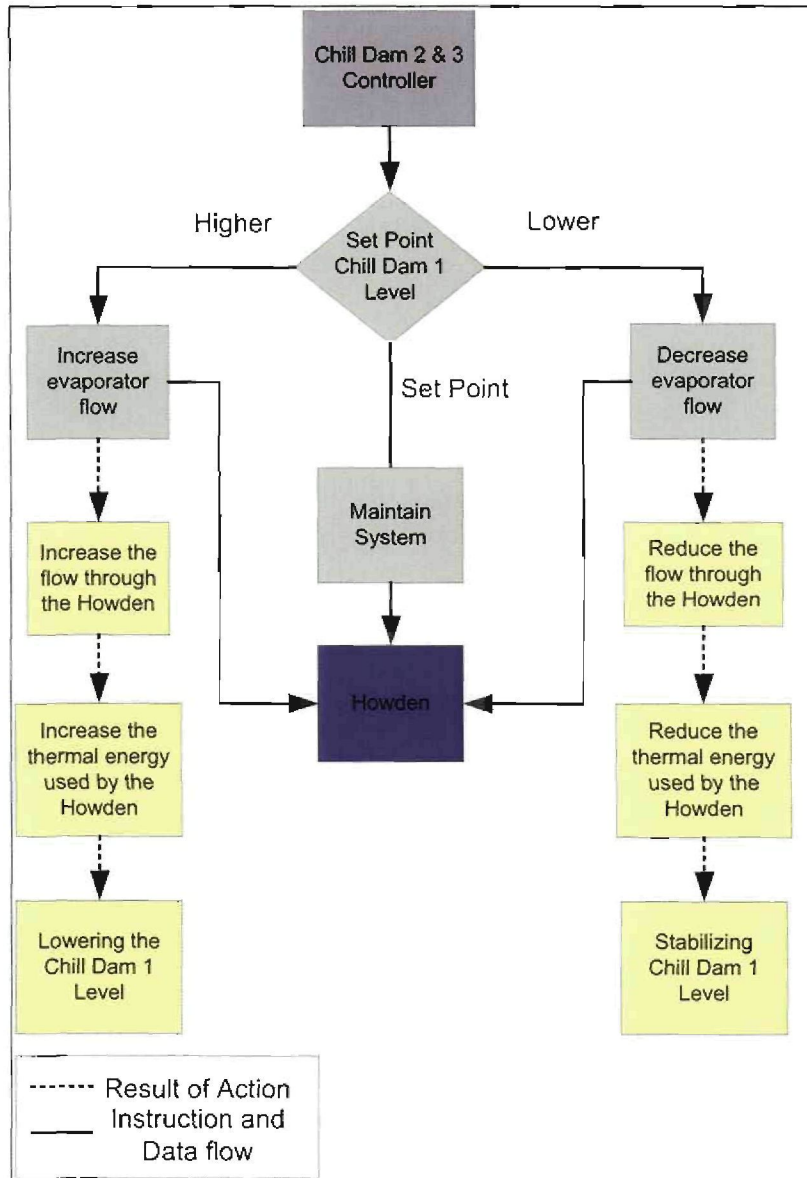 Chill Dam 2 & 3
Controller
Higher
Lower
Set Point
Chill Dam 1
Level
Increase
evaporator
flow
Set Point
Decrease
evaporator
flow
Maintain
System
Increase the
flow through
the Howden
Reduce the
flow through
the Howden
Howden
Increase the
thermal energy
used by the
Howden
Reduce the
thermal energy
used by the
Howden
Lowering the
Chill Dam 1
Level
Stabilizing
Chill Dam 1
Level
Result of Action
Instruction and
Data flow